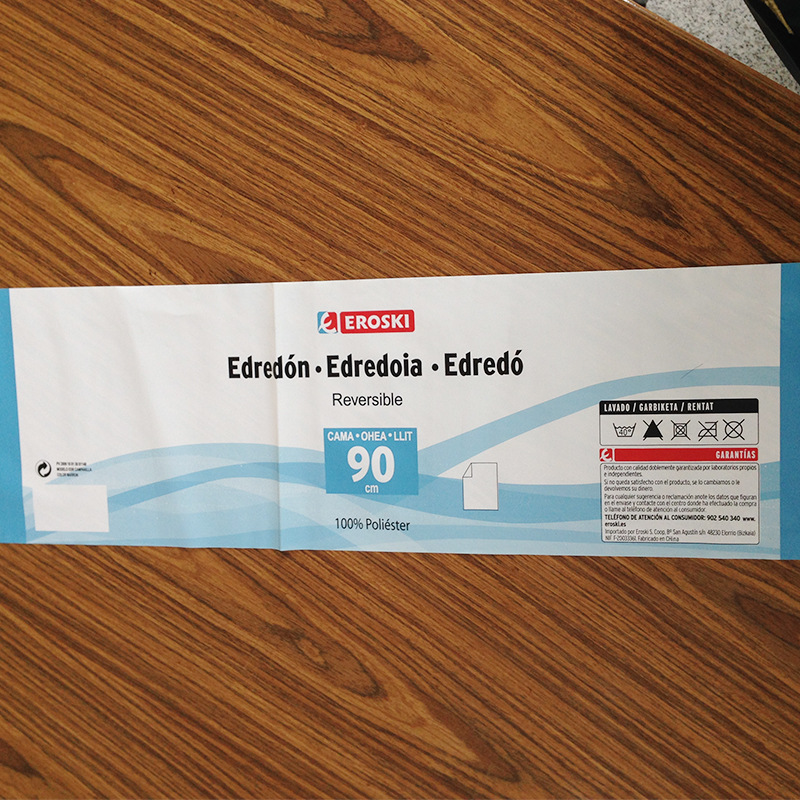 EROSKI
Edredón • Edredoia • Edredó
Reversible
CAMA • OHEA • LLIT
90
cm
100% Poliéster
LAVADO / GARBIKETA / RENTAT
40°
GARANTÍAS
Producto con calidad doblemente garantizada por laboratorios propios
e independientes.
Si no queda satisfecho con el producto, se lo cambiamos o le
devolvemos su dinero.
Para cualquier sugerencia o reclamación anote los datos que figuran
en el envase y contacte con el centro donde ha efectuado la compra
o llame al teléfono de atención al consumidor.
TELÉFONO DE ATENCIÓN AL CONSUMIDOR: 902 540 340 www.
eroski.es
Importado por Eroski S. Coop. Bº San Agustín s/n 48230 Elorrio (Bizkaia)
NIF F-20033361. Fabricado en China